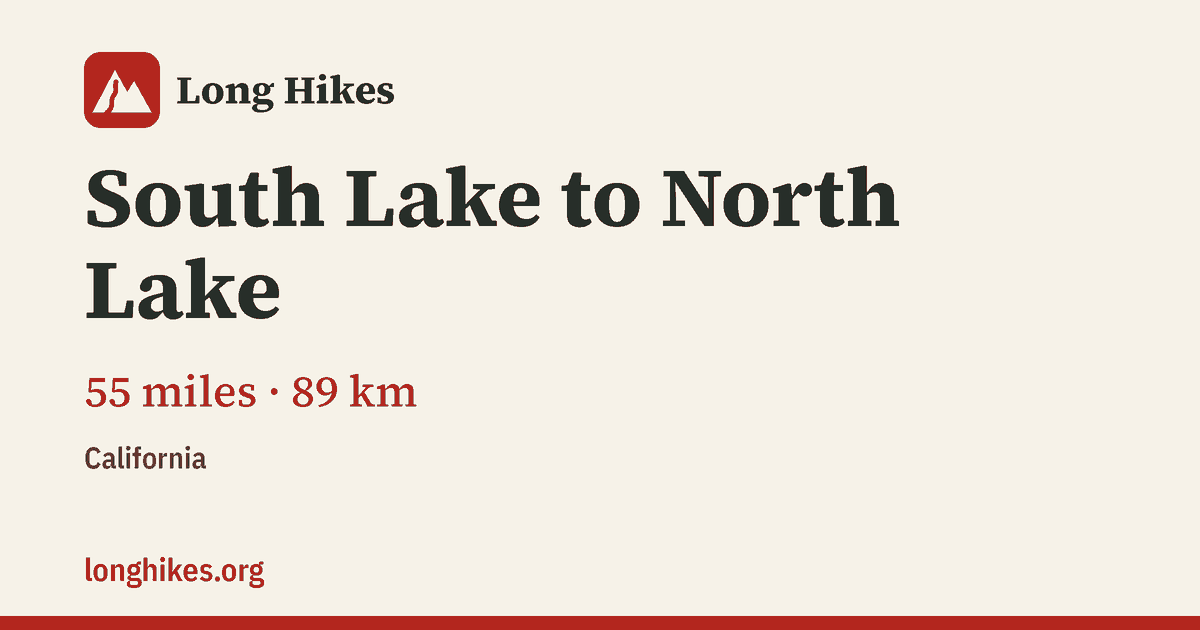 Long Hikes
South Lake to North
Lake
55 miles · 89 km
California
longhikes.org